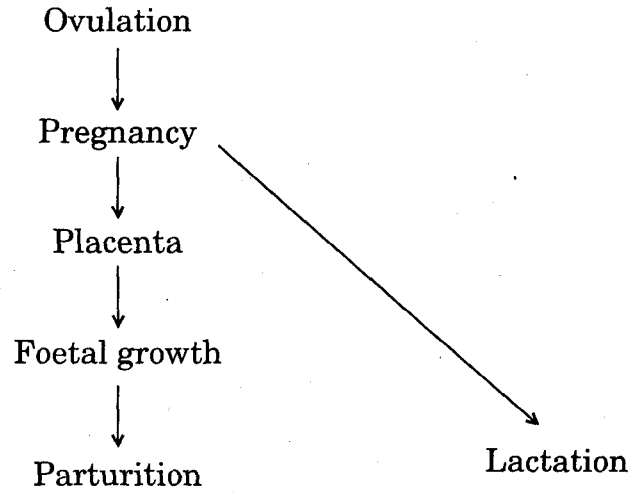 Ovulation
Pregnancy
Placenta
Foetal growth
Parturition
Lactation